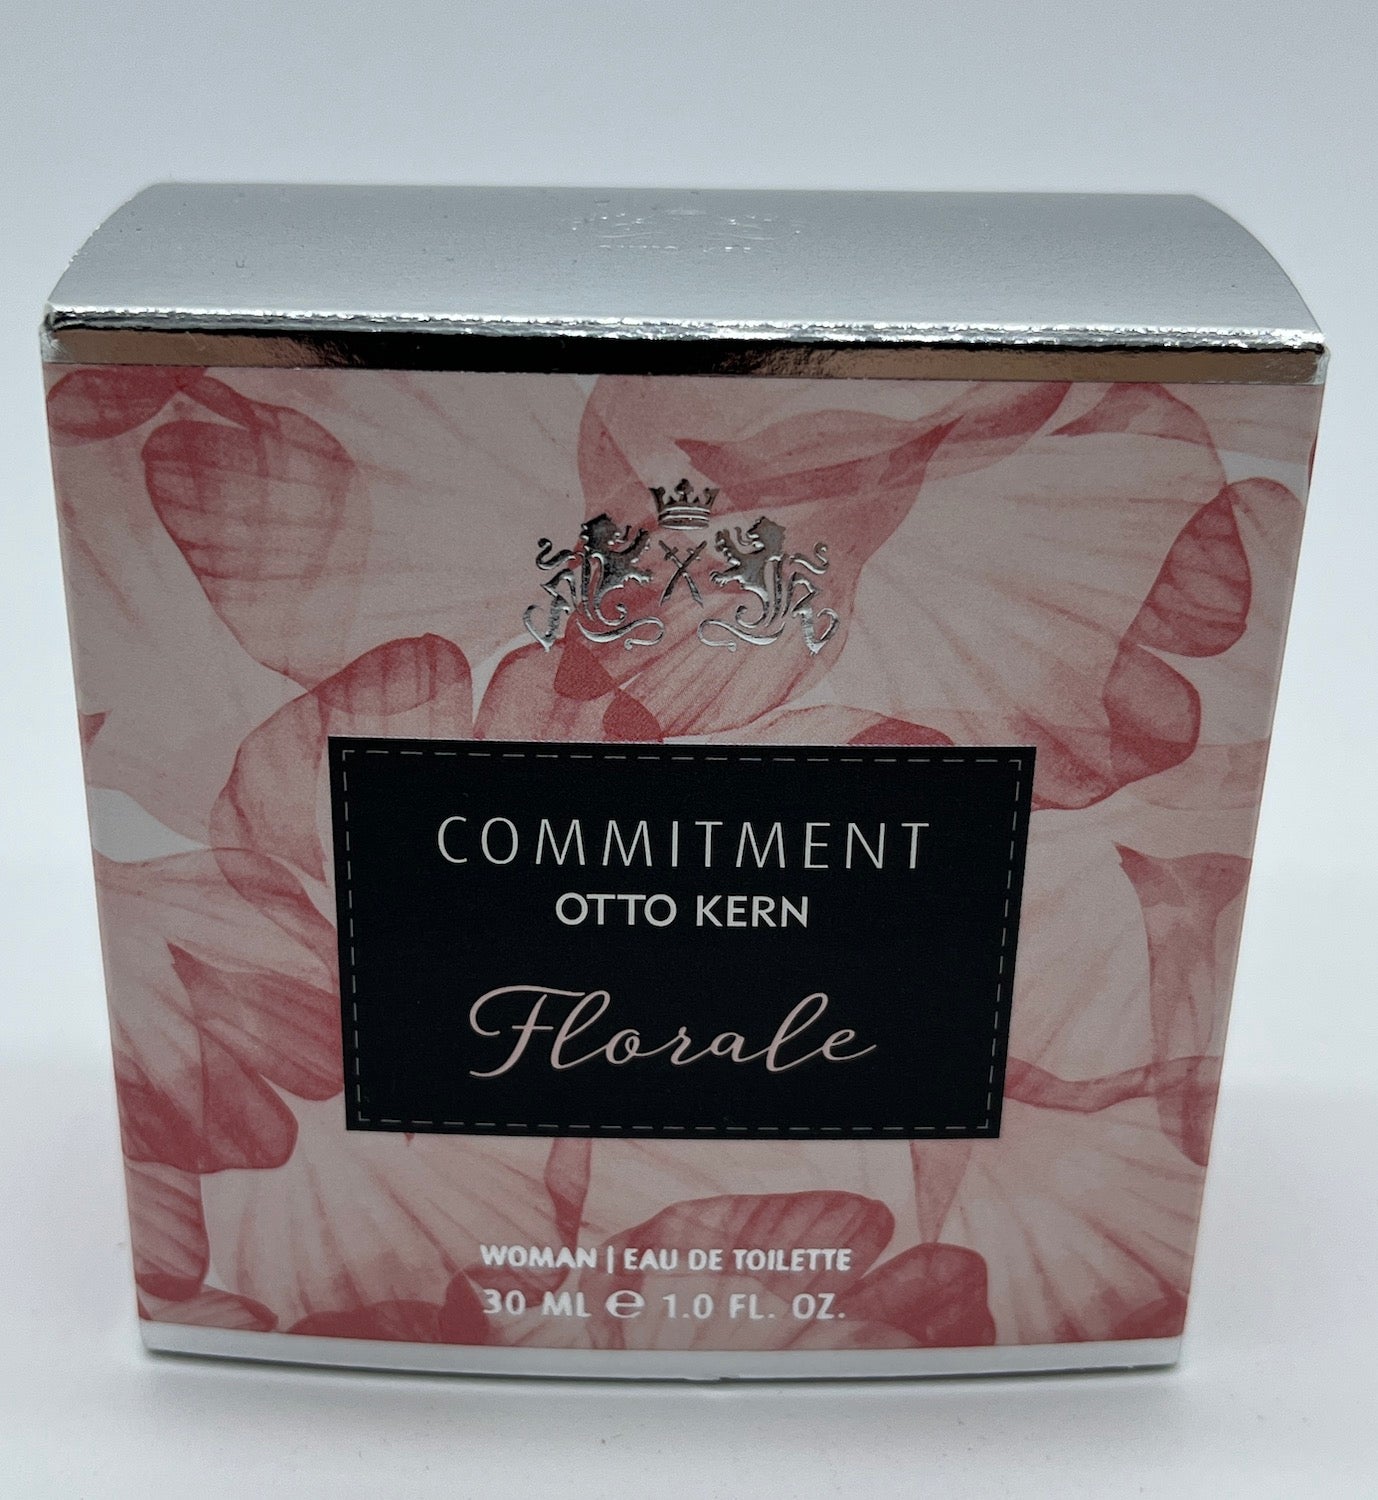 COMMITMENT
OTTO KERN
Florale
WOMAN | EAU DE TOILETTE
30 ML ℮ 1.0 FL. OZ.